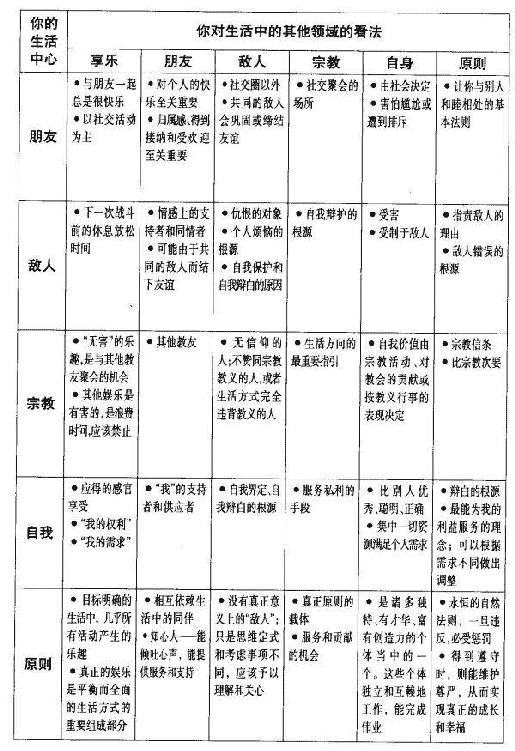 你的
生活
中心
你对生活中的其他领域的看法
享乐 朋友 敌人 宗教 自身 原则
朋友
● 与朋友一起
总是很快乐
● 以社交活动
为主
● 对个人的快
乐至关重要
● 归属感、得到
接纳和受欢迎
至关重要
● 社交圈以外
● 共同的敌人
会巩固或缔结
友谊
● 社交聚会的
场所
● 由社会决定
● 害怕尴尬或
遭到排斥
● 让你与别人
和睦相处的基
本法则
敌人
● 下一次战斗
前的休息放松
时间
● 情感上的支
持者和同情者
● 可能由于共
同的敌人而结
下友谊
● 仇恨的对象
● 个人烦恼的
根源
● 自我保护和
自我辩白的原因
● 自我辩护的
根源
● 受害
● 受制于敌人
● 指责敌人的
理由
● 敌人错误的
根源
宗教
● “无害”的乐
趣,是与其他教
友聚会的机会
● 其他娱乐是
有害的,是浪费
时间,应该禁止
● 其他教友
● 无信仰的
人;不赞同宗教
教义的人,或者
生活方式完全
违背教义的人
● 生活方向的
最重要指引
● 自我价值由
宗教活动、对
教会的贡献或
按教义行事的
表现决定
● 宗教信条
● 比宗教次要
自我
● 应得的感官
享受
● “我的权利”
● “我的需求”
● “我”的支持
者和供应者
● 自我界定、自
我辩白的根源
● 服务私利的
手段
● 比别人优
秀、聪明、正确
● 集中一切资
源满足个人需求
● 辩白的根源
● 最能为我的
利益服务的理
念;可以根据
需求不同做出
调整
原则
● 目标明确的
生活中,几乎所
有活动产生的
乐趣
● 真正的娱乐
是平衡而全面
的生活方式的
重要组成部分
● 相互依赖生
活中的同伴
● 知心人——能
倾吐心声,能提
供服务和支持
● 没有真正意
义上的“敌人”;
只是思维定式
和考虑事项不
同,应该予以
理解和关心
● 真正原则的
载体
● 服务和贡献
的机会
● 是诸多独
特、有才华、富
有创造力的个
体当中的一
个。这些个体
独立和互赖地
工作,能完成
伟业
● 永恒的自然
法则,一旦违
反,必受惩罚
● 得到遵守
时,则能维护
尊严,从而实
现真正的成长
和幸福